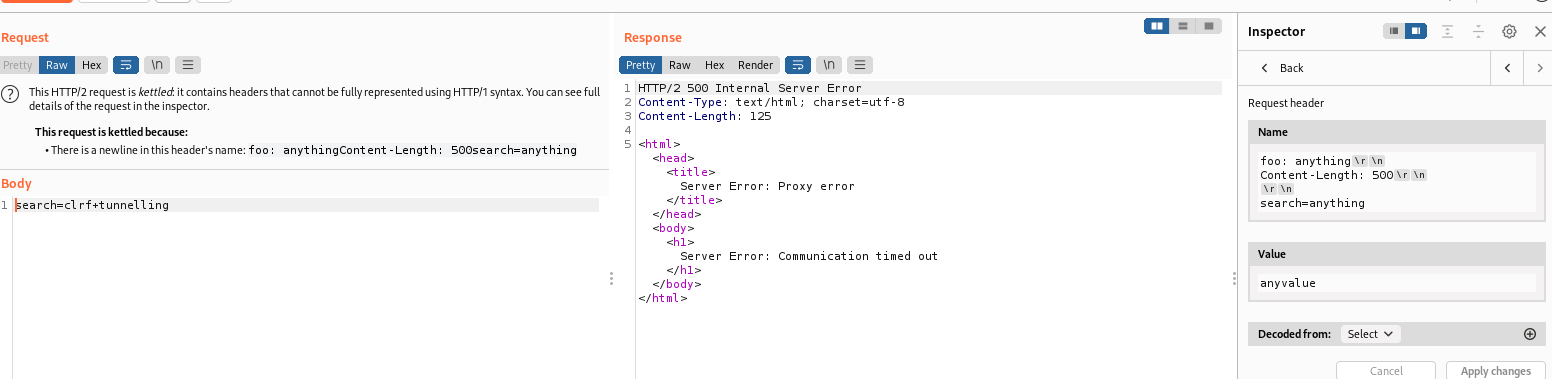 Request
Pretty Raw Hex \n
This HTTP/2 request is kettled: it contains headers that cannot be fully represented using HTTP/1 syntax. You can see full
details of the request in the inspector.
This request is kettled because:
• There is a newline in this header's name: foo: anythingContent-Length: 500search=anything
Body
1 search=clrf+tunnelling
Response
Pretty Raw Hex Render \n
1 HTTP/2 500 Internal Server Error
2 Content-Type: text/html; charset=utf-8
3 Content-Length: 125
4
5 <html>
<head>
<title>
Server Error: Proxy error
</title>
</head>
<body>
<h1>
Server Error: Communication timed out
</h1>
</body>
</html>
Inspector
Back
Request header
Name
foo: anything\r \n
Content-Length: 500\r \n
\r \n
search=anything
Value
anyvalue
Decoded from: Select
Cancel Apply changes